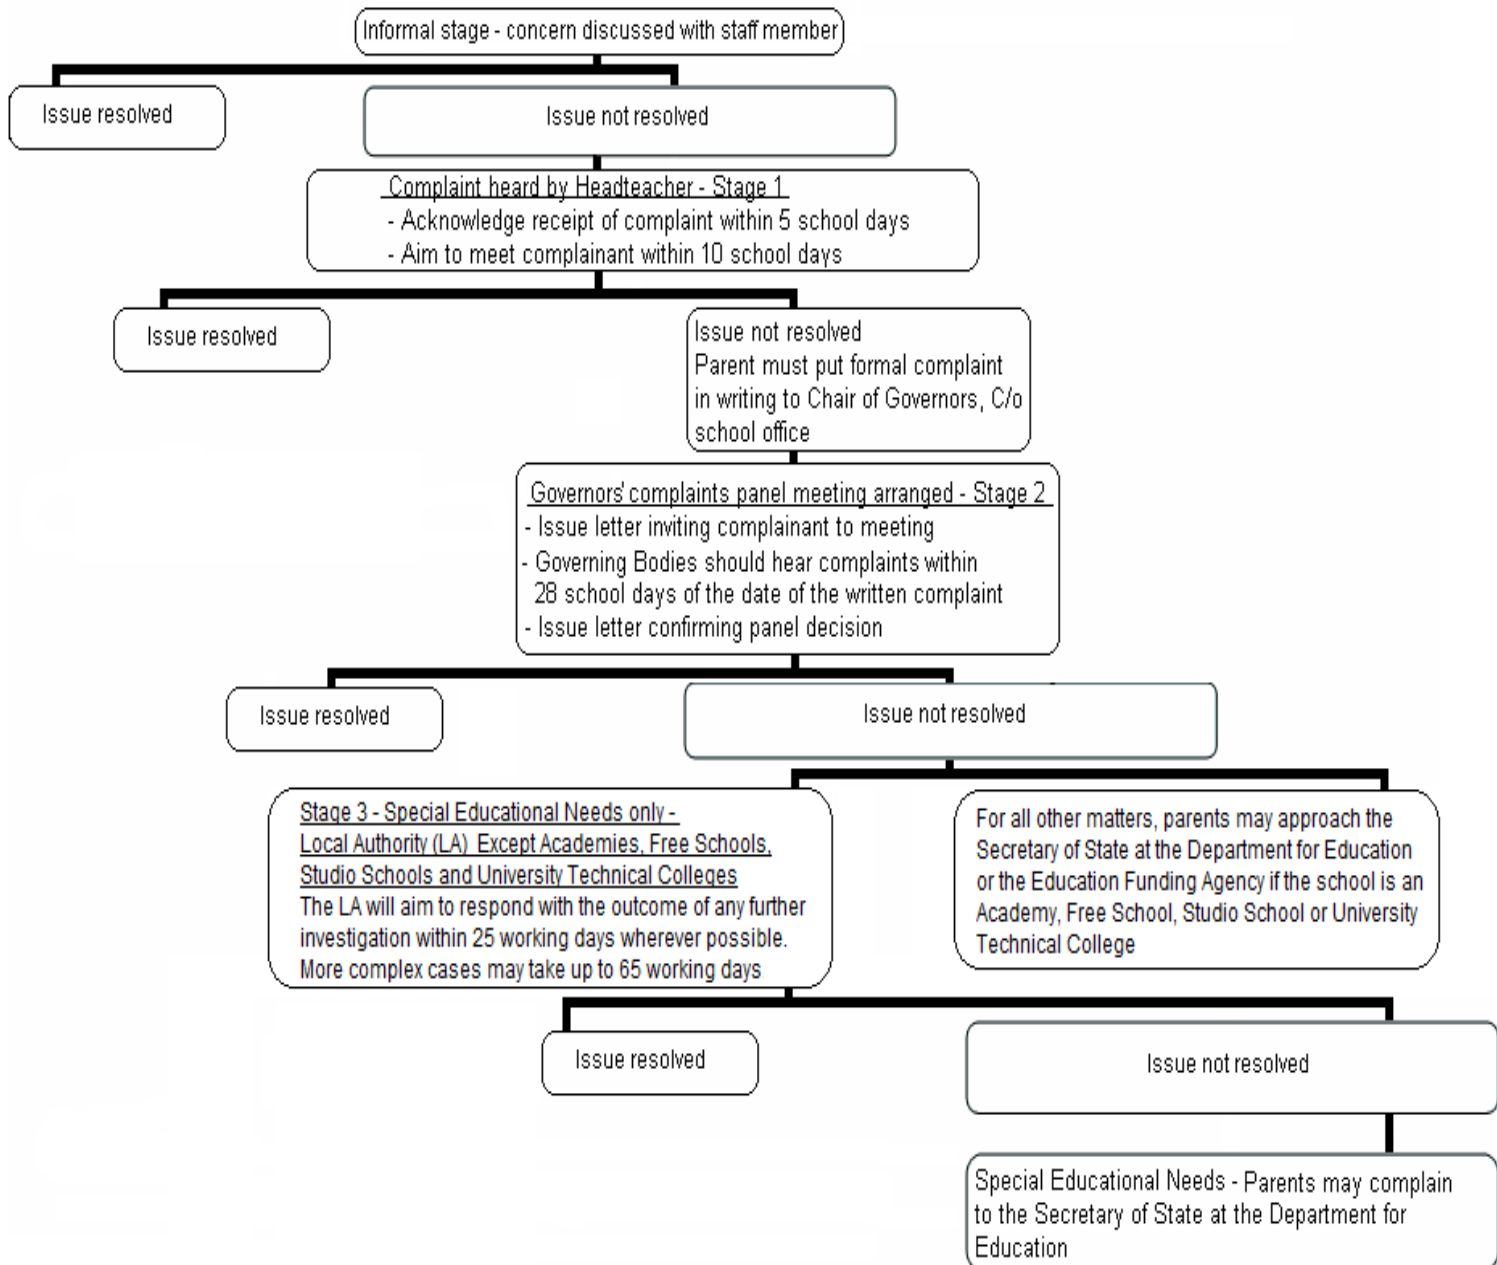 Informal stage - concern discussed with staff member
Issue resolved
Issue not resolved
Complaint heard by Headteacher - Stage 1
- Acknowledge receipt of complaint within 5 school days
- Aim to meet complainant within 10 school days
Issue resolved
Issue not resolved
Parent must put formal complaint
in writing to Chair of Governors, C/o
school office
Governors' complaints panel meeting arranged - Stage 2
- Issue letter inviting complainant to meeting
- Governing Bodies should hear complaints within
28 school days of the date of the written complaint
- Issue letter confirming panel decision
Issue resolved
Issue not resolved
Stage 3 - Special Educational Needs only -
Local Authority (LA) Except Academies, Free Schools,
Studio Schools and University Technical Colleges
The LA will aim to respond with the outcome of any further
investigation within 25 working days wherever possible.
More complex cases may take up to 65 working days
For all other matters, parents may approach the
Secretary of State at the Department for Education
or the Education Funding Agency if the school is an
Academy, Free School, Studio School or University
Technical College
Issue resolved
Issue not resolved
Special Educational Needs - Parents may complain
to the Secretary of State at the Department for
Education